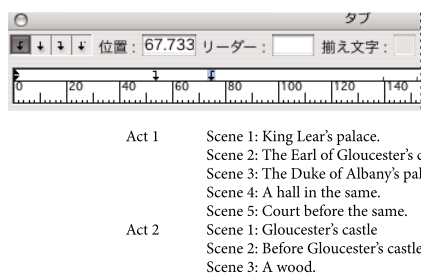 タブ
位置 : 67.733 リーダー : 揃え文字 :
0 20 40 60 80 100 120 140
Act 1 Scene 1: King Lear's palace.
Scene 2: The Earl of Gloucester's
Scene 3: The Duke of Albany's
Scene 4: A hall in the same.
Scene 5: Court before the same.
Act 2 Scene 1: Gloucester's castle
Scene 2: Before Gloucester's castle
Scene 3: A wood.